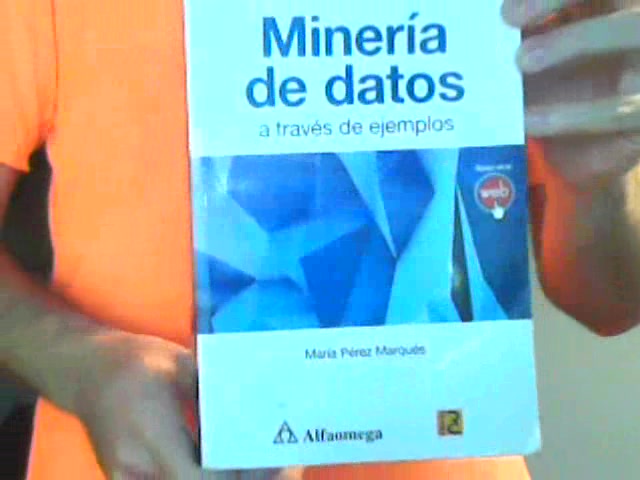 Minería
de datos
a través de ejemplos
web
María Pérez Marqués
Alfaomega